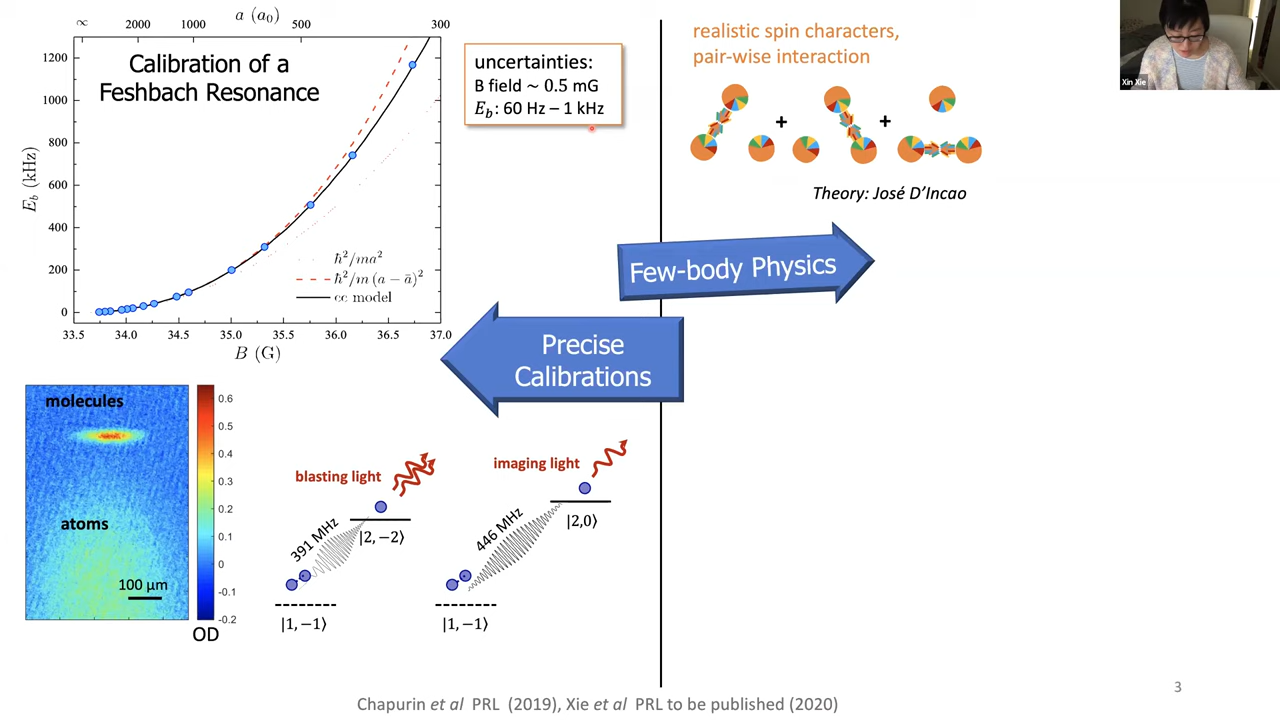 a (a₀)
∞ 2000 1000 500 300
Calibration of a
Feshbach Resonance
E_b (kHz)
1200
1000
800
600
400
200
0
ħ²/ma²
ħ²/m (a − ā)²
cc model
33.5 34.0 34.5 35.0 35.5 36.0 36.5 37.0
B (G)
uncertainties:
B field ~ 0.5 mG
E_b: 60 Hz – 1 kHz
realistic spin characters,
pair-wise interaction
+ +
Theory: José D’Incao
Xin Xie
Few-body Physics
Precise
Calibrations
molecules
atoms
100 µm
0.6
0.5
0.4
0.3
0.2
0.1
0
-0.1
-0.2
OD
blasting light
391 MHz
|2,−2⟩
|1,−1⟩
imaging light
446 MHz
|2,0⟩
|1,−1⟩
3
Chapurin et al PRL (2019), Xie et al PRL to be published (2020)